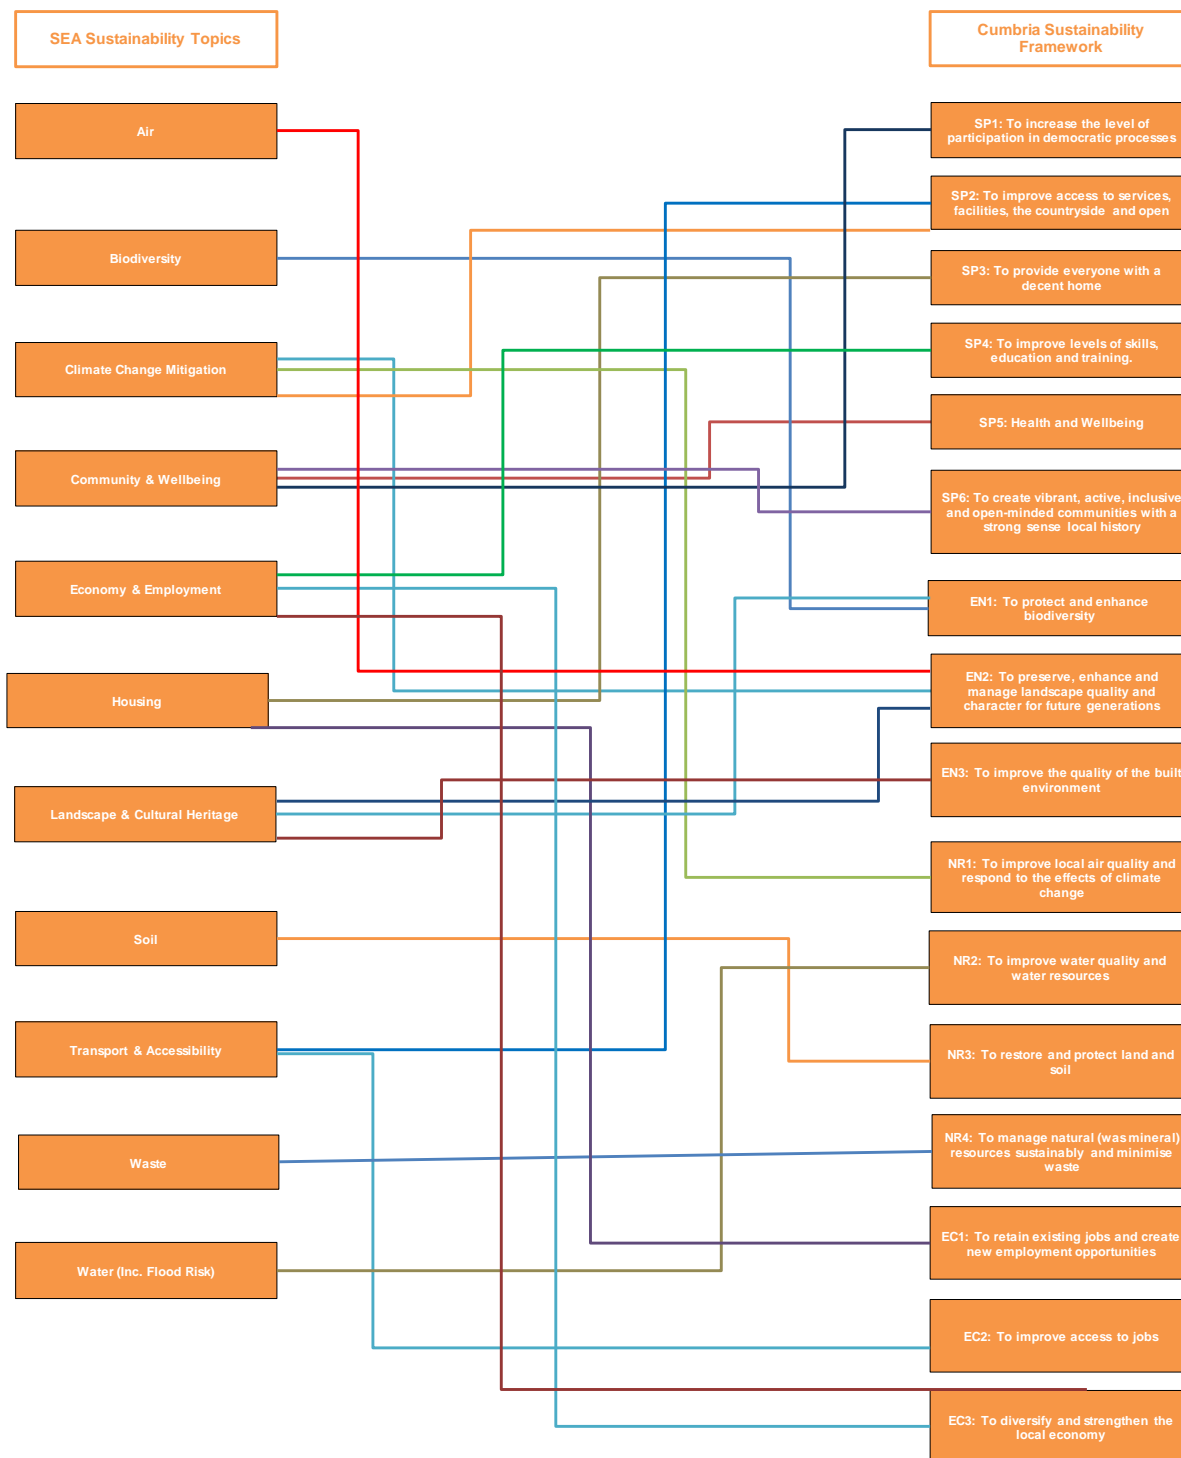 SEA Sustainability Topics
Air
Biodiversity
Climate Change Mitigation
Community & Wellbeing
Economy & Employment
Housing
Landscape & Cultural Heritage
Soil
Transport & Accessibility
Waste
Water (Inc. Flood Risk)
Cumbria Sustainability
Framework
SP1: To increase the level of
participation in democratic processes
SP2: To improve access to services,
facilities, the countryside and open
SP3: To provide everyone with a
decent home
SP4: To improve levels of skills,
education and training.
SP5: Health and Wellbeing
SP6: To create vibrant, active, inclusive
and open-minded communities with a
strong sense local history
EN1: To protect and enhance
biodiversity
EN2: To preserve, enhance and
manage landscape quality and
character for future generations
EN3: To improve the quality of the built
environment
NR1: To improve local air quality and
respond to the effects of climate
change
NR2: To improve water quality and
water resources
NR3: To restore and protect land and
soil
NR4: To manage natural (was mineral)
resources sustainably and minimise
waste
EC1: To retain existing jobs and create
new employment opportunities
EC2: To improve access to jobs
EC3: To diversify and strengthen the
local economy